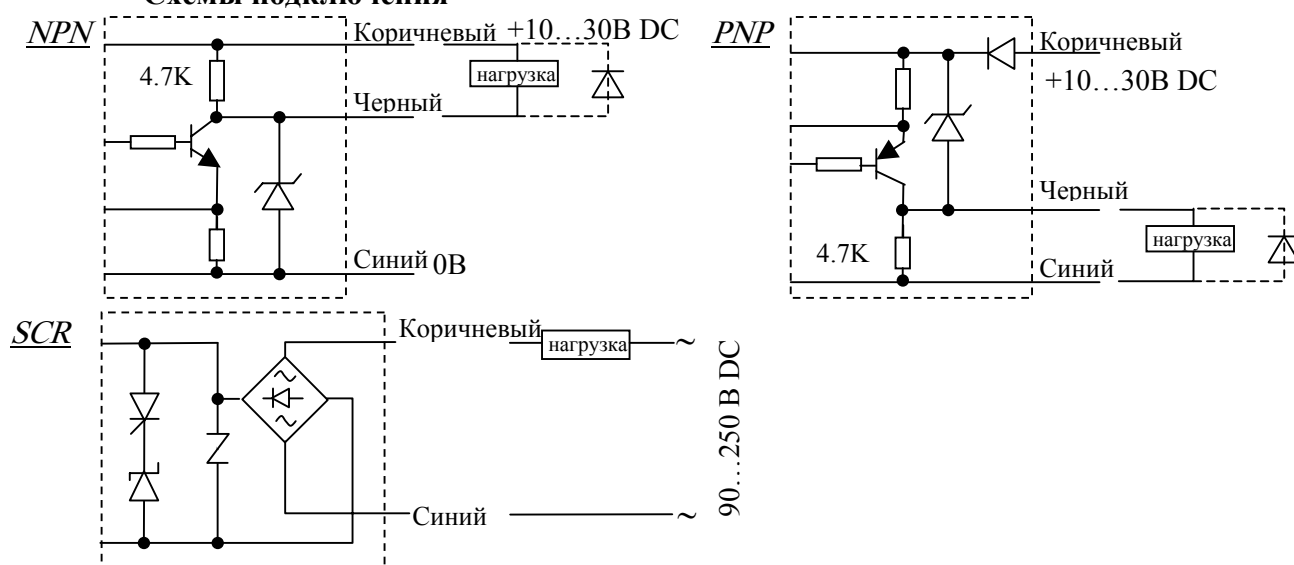 Схемы подключения
NPN
Коричневый +10…30В DC
4.7K
нагрузка
Черный
Синий 0В
PNP
Коричневый
+10…30В DC
Черный
4.7K
нагрузка
Синий
SCR
Коричневый
нагрузка
~
90…250 В DC
Синий
~